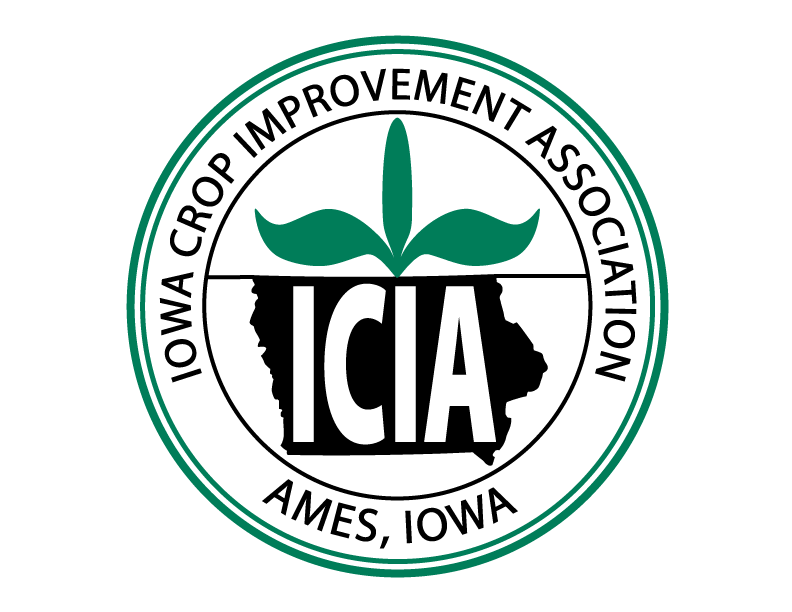 IOWA CROP IMPROVEMENT ASSOCIATION
ICIA
AMES, IOWA